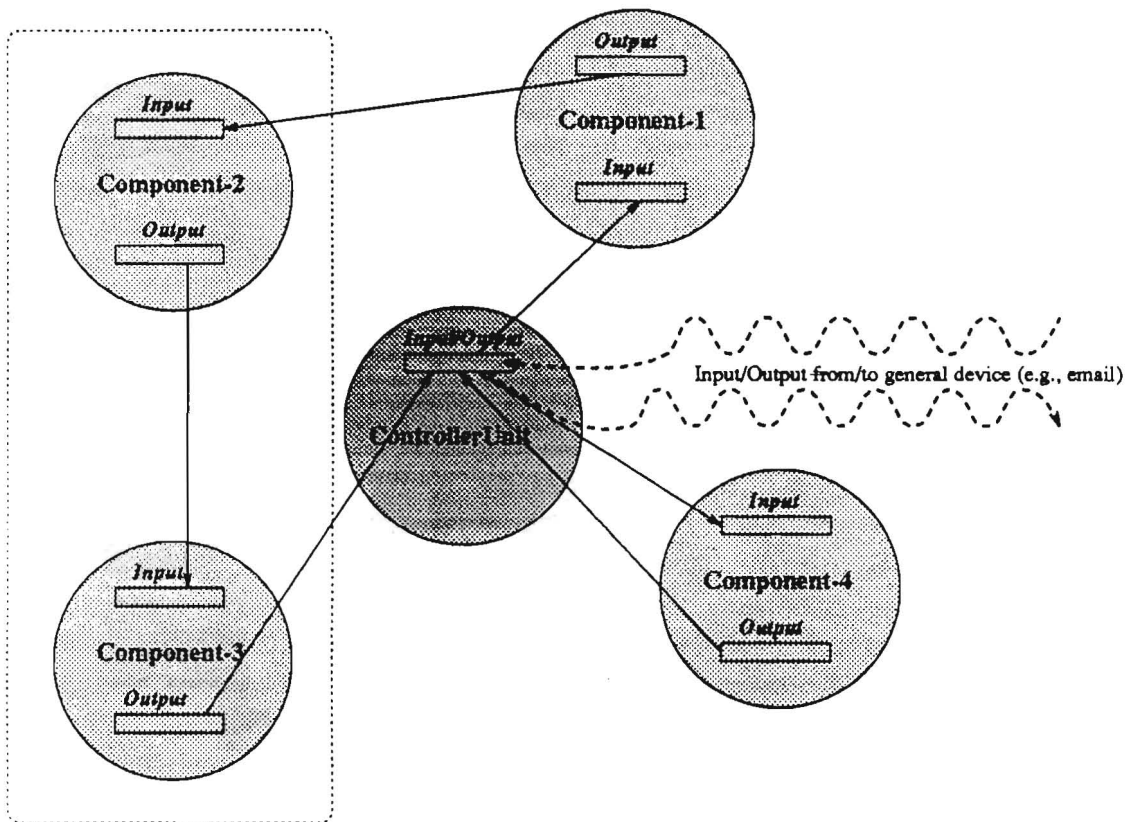 Output
Component-1
Input
Input
Component-2
Output
Input/Output
ControllerUnit
Input/Output from/to general device (e.g., email)
Input
Component-4
Output
Input
Component-3
Output